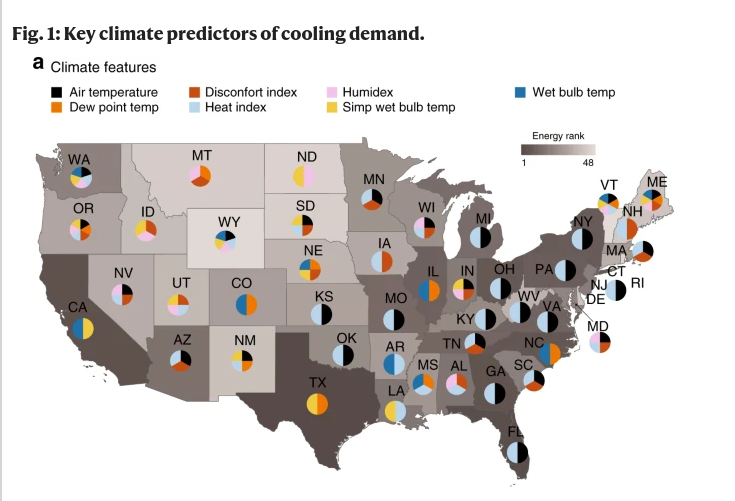 Fig. 1: Key climate predictors of cooling demand.
a Climate features
Air temperature Disconfort index Humidex Wet bulb temp
Dew point temp Heat index Simp wet bulb temp
Energy rank
1 48
WA MT ND MN VT ME
OR ID WY SD WI MI NY NH
MA
NE IA CT
NV UT CO IL IN OH PA NJ RI
DE
CA KS MO WV VA
KY MD
AZ NM OK AR TN NC
MS AL GA SC
TX LA
FL